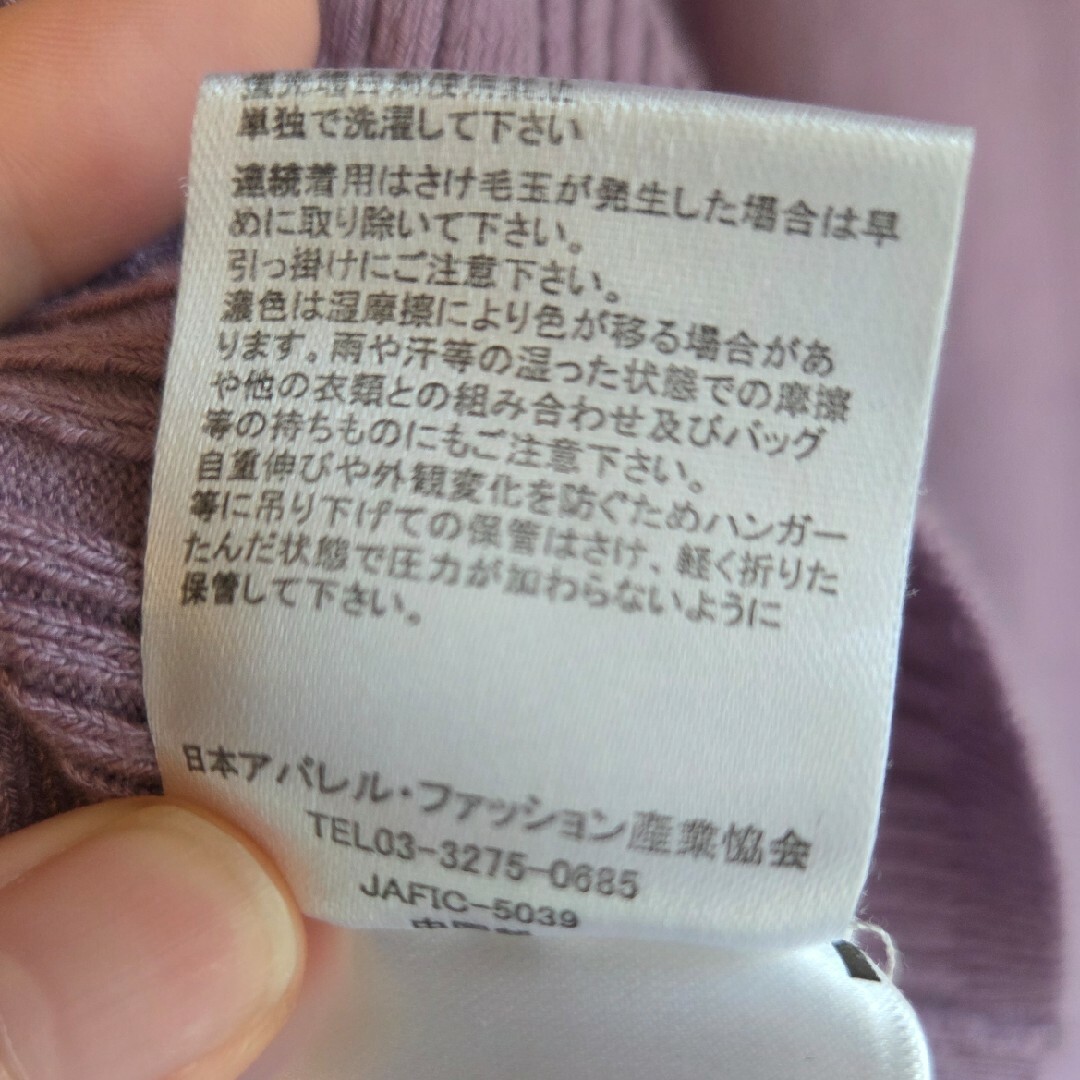 単独で洗濯して下さい
連続着用はさけ毛玉が発生した場合は早
めに取り除いて下さい。
引っ掛けにご注意下さい。
濃色は湿摩擦により色が移る場合があ
ります。雨や汗等の湿った状態での摩擦
や他の衣類との組み合わせ及びバッグ
等の持ちものにもご注意下さい。
自重伸びや外観変化を防ぐためハンガー
等に吊り下げての保管はさけ、軽く折りた
たんだ状態で圧力が加わらないように
保管して下さい。
日本アパレル・ファッション産業協会
TEL03-3275-0685
JAFIC-5039